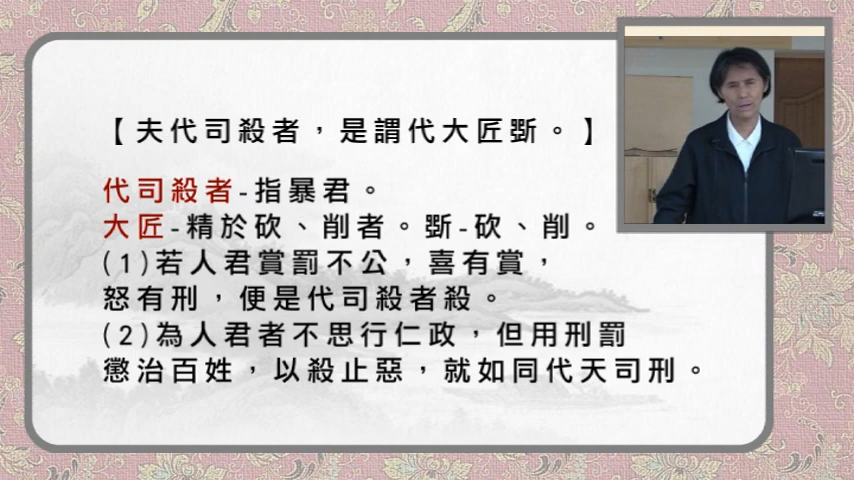 【夫代司殺者，是謂代大匠斲。】
代司殺者-指暴君。
大匠-精於砍、削者。斲-砍、削。
(1)若人君賞罰不公，喜有賞，
怒有刑，便是代司殺者殺。
(2)為人君者不思行仁政，但用刑罰
懲治百姓，以殺止惡，就如同代天司刑。